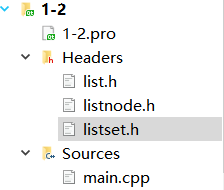 1-2
1-2.pro
Headers
list.h
listnode.h
listset.h
Sources
main.cpp